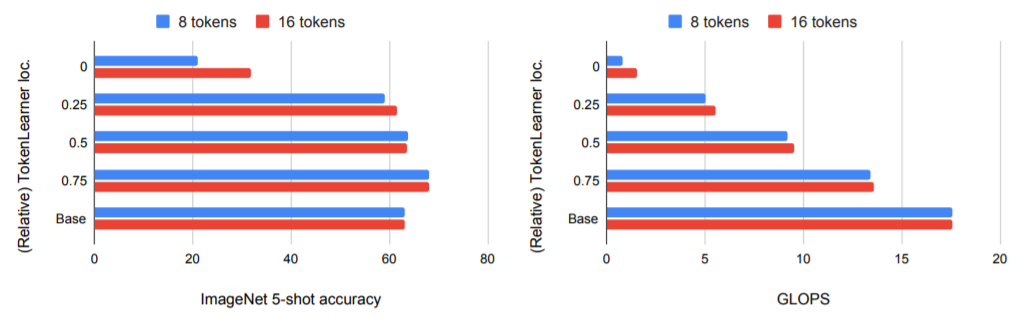 8 tokens 16 tokens
(Relative) TokenLearner loc.
0
0.25
0.5
0.75
Base
0 20 40 60 80
ImageNet 5-shot accuracy
8 tokens 16 tokens
(Relative) TokenLearner loc.
0
0.25
0.5
0.75
Base
0 5 10 15 20
GLOPS